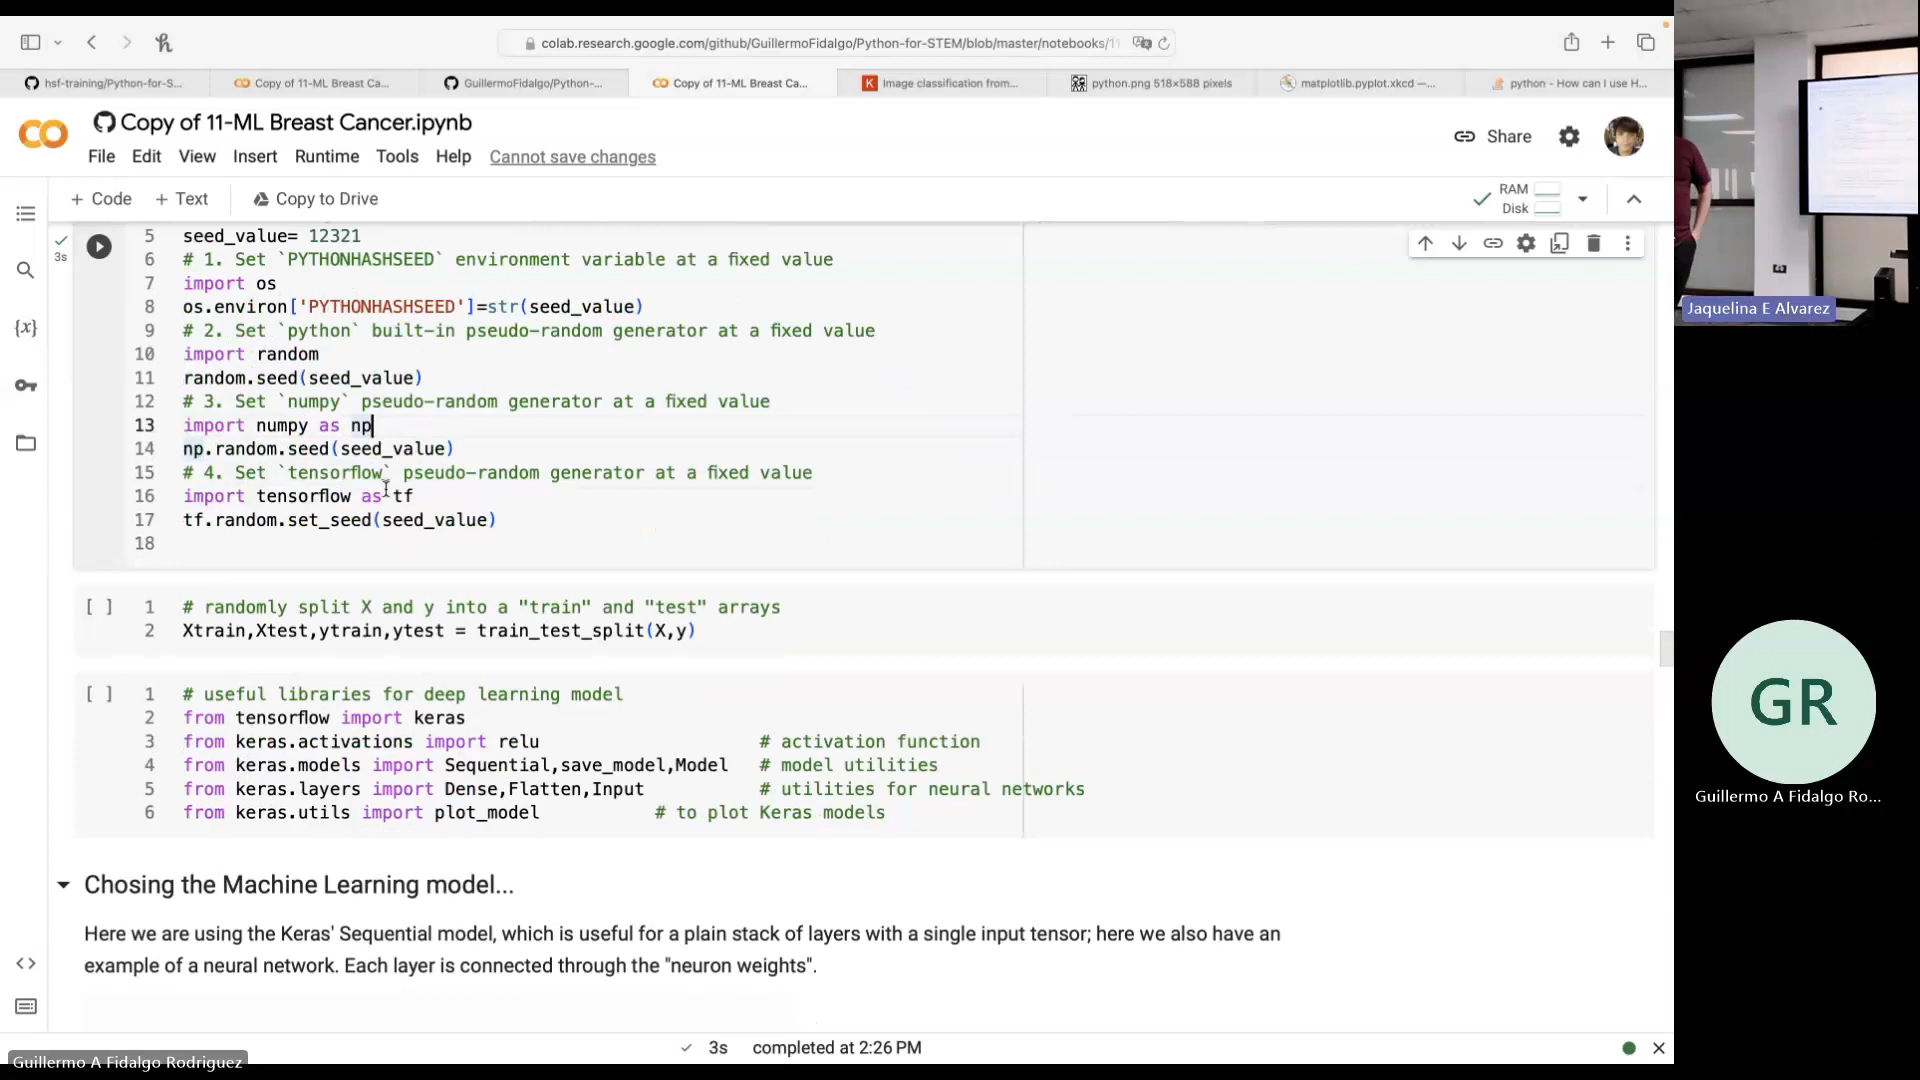 colab.research.google.com/github/GuillermoFidalgo/Python-for-STEM/blob/master/notebooks/11
hsf-training/Python-for-S...
Copy of 11-ML Breast Ca...
GuillermoFidalgo/Python-...
Copy of 11-ML Breast Ca...
Image classification from...
python.png 518×588 pixels
matplotlib.pyplot.xkcd —...
python - How can I use H...
Copy of 11-ML Breast Cancer.ipynb
Share
File Edit View Insert Runtime Tools Help Cannot save changes
+ Code + Text Copy to Drive
RAM
Disk
3s
5 seed_value= 12321
6 # 1. Set `PYTHONHASHSEED` environment variable at a fixed value
7 import os
8 os.environ['PYTHONHASHSEED']=str(seed_value)
9 # 2. Set `python` built-in pseudo-random generator at a fixed value
10 import random
11 random.seed(seed_value)
12 # 3. Set `numpy` pseudo-random generator at a fixed value
13 import numpy as np
14 np.random.seed(seed_value)
15 # 4. Set `tensorflow` pseudo-random generator at a fixed value
16 import tensorflow as tf
17 tf.random.set_seed(seed_value)
18
[ ] 1 # randomly split X and y into a "train" and "test" arrays
2 Xtrain,Xtest,ytrain,ytest = train_test_split(X,y)
[ ] 1 # useful libraries for deep learning model
2 from tensorflow import keras
3 from keras.activations import relu # activation function
4 from keras.models import Sequential,save_model,Model # model utilities
5 from keras.layers import Dense,Flatten,Input # utilities for neural networks
6 from keras.utils import plot_model # to plot Keras models
Chosing the Machine Learning model...
Here we are using the Keras' Sequential model, which is useful for a plain stack of layers with a single input tensor; here we also have an
example of a neural network. Each layer is connected through the "neuron weights".
3s completed at 2:26 PM
Guillermo A Fidalgo Rodriguez
Jaquelina E Alvarez
GR
Guillermo A Fidalgo Ro...